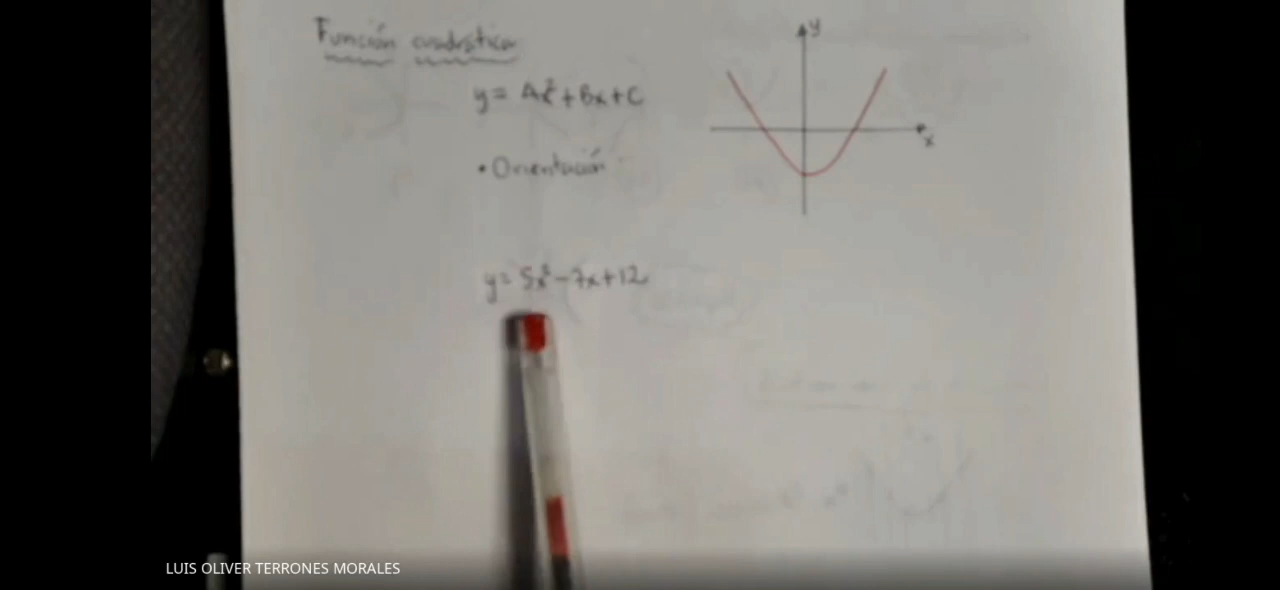 Función cuadrática
y
y = Ax² + Bx + C
x
• Orientación
y = 5x² - 7x + 12
LUIS OLIVER TERRONES MORALES